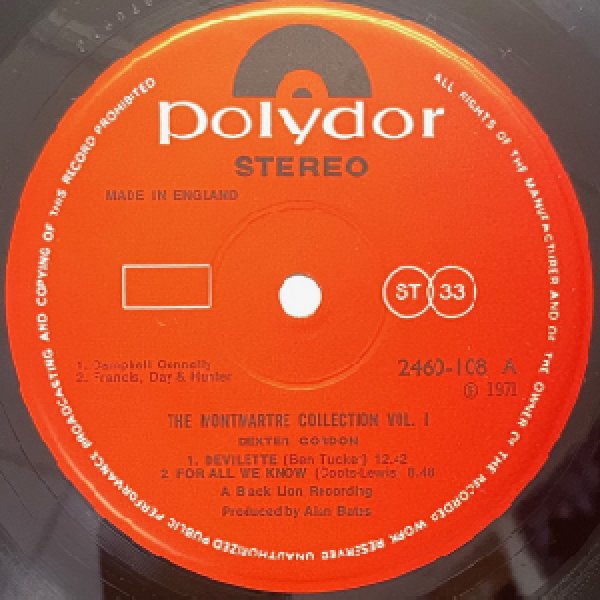 polydor
STEREO
MADE IN ENGLAND
ST 33
1. Campbell Connelly
2. Francis, Day & Hunter
2460-108 A
℗ 1971
THE MONTMARTRE COLLECTION VOL. 1
DEXTER GORDON
1. DEVILETTE (Ben Tucker) 12.42
2. FOR ALL WE KNOW (Coots-Lewis) 8.48
A Black Lion Recording
Produced by Alan Bates
ALL RIGHTS OF THE MANUFACTURER AND OF THE OWNER OF THE RECORDED WORK RESERVED UNAUTHORIZED PUBLIC PERFORMANCE BROADCASTING AND COPYING OF THIS RECORD PROHIBITED